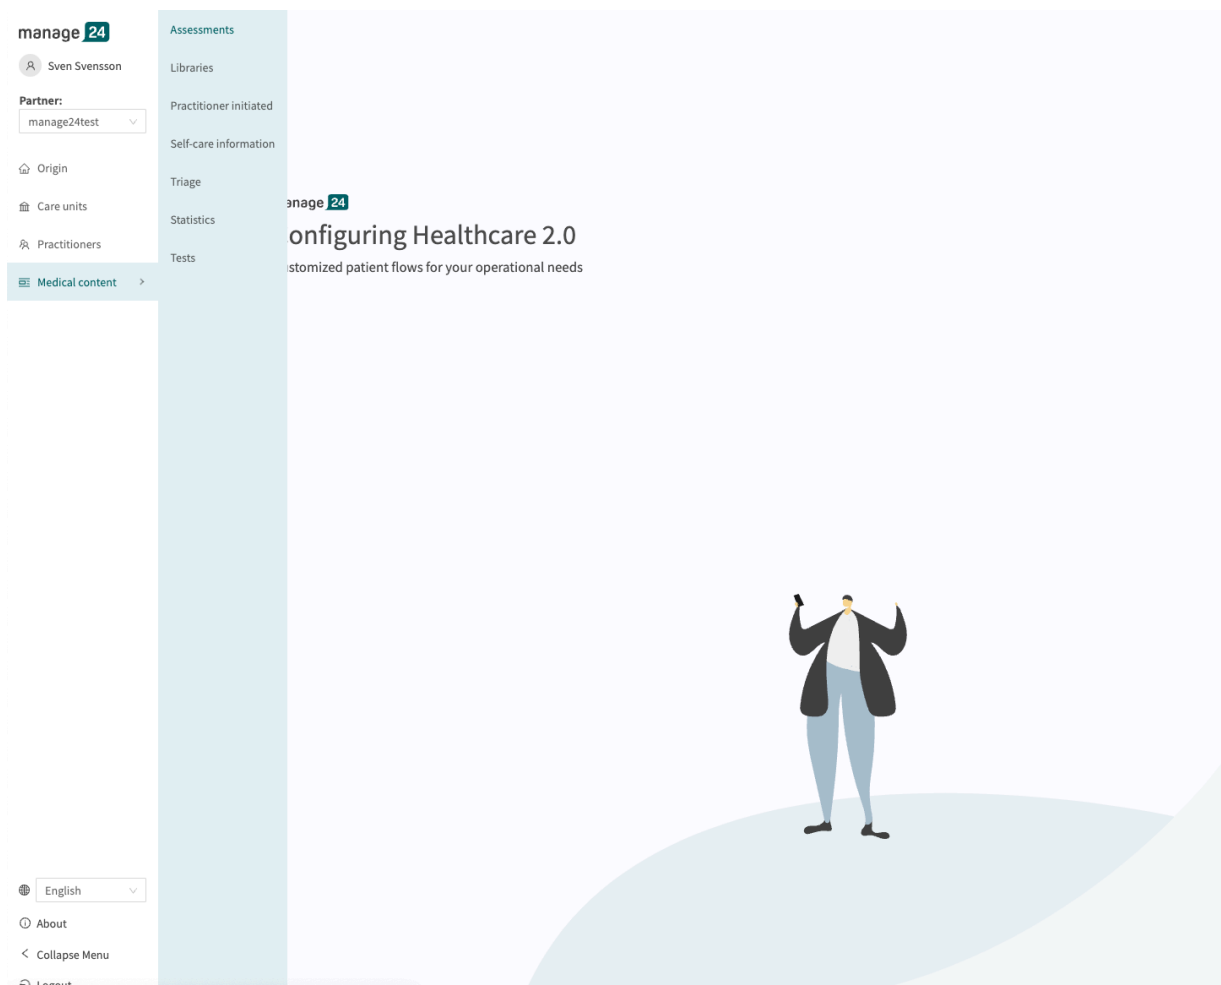 manage 24
Sven Svensson
Partner:
manage24test
Origin
Care units
Practitioners
Medical content
English
About
Collapse Menu
Logout
Assessments
Libraries
Practitioner initiated
Self-care information
Triage
Statistics
Tests
anage 24
onfiguring Healthcare 2.0
stomized patient flows for your operational needs